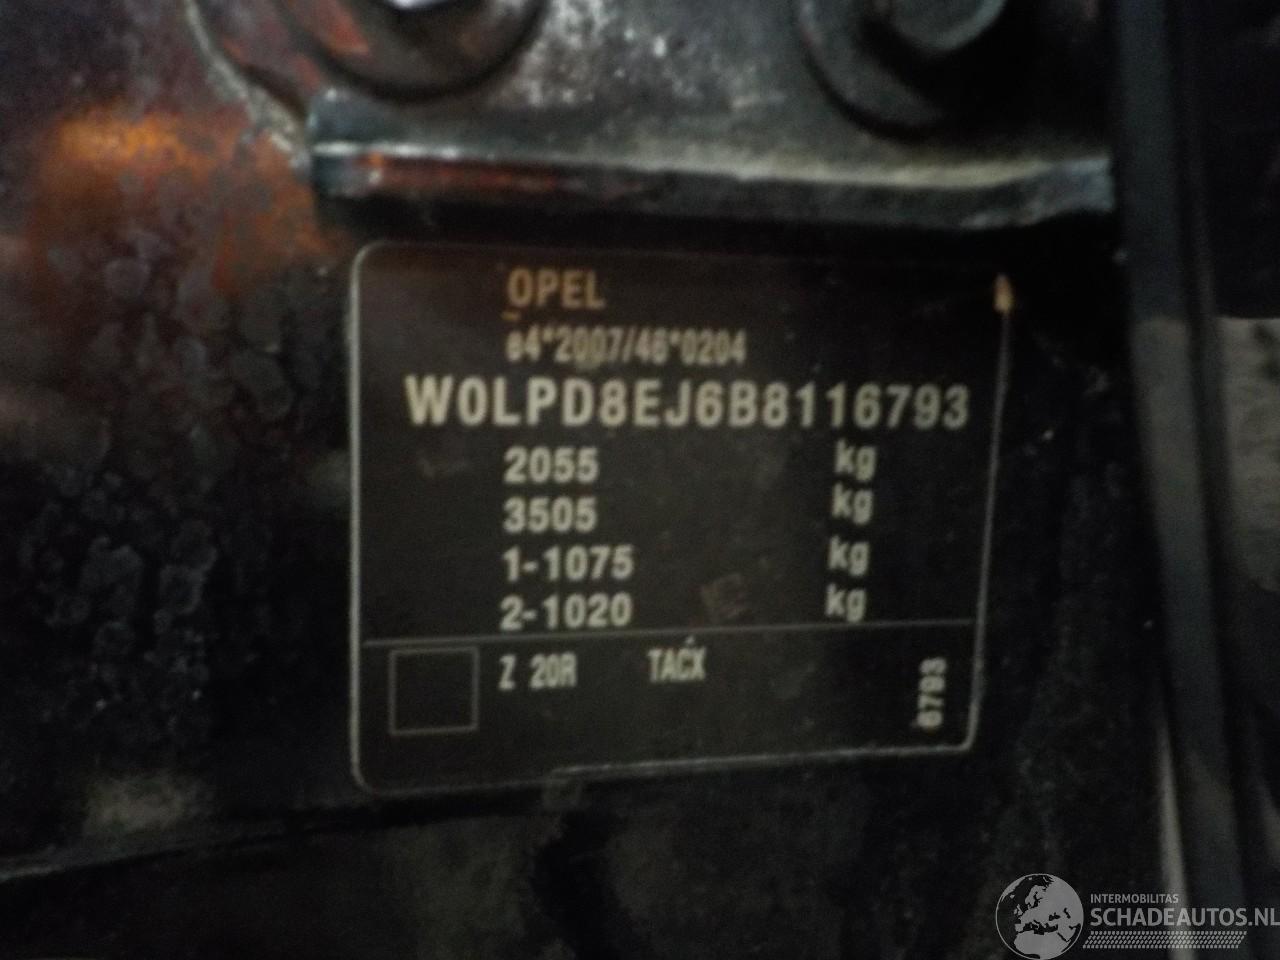 OPEL
e4*2007/46*0204
W0LPD8EJ6B8116793
2055 kg
3505 kg
1-1075 kg
2-1020 kg
Z 20R TACX
6793
INTERMOBILITAS
SCHADEAUTOS.NL